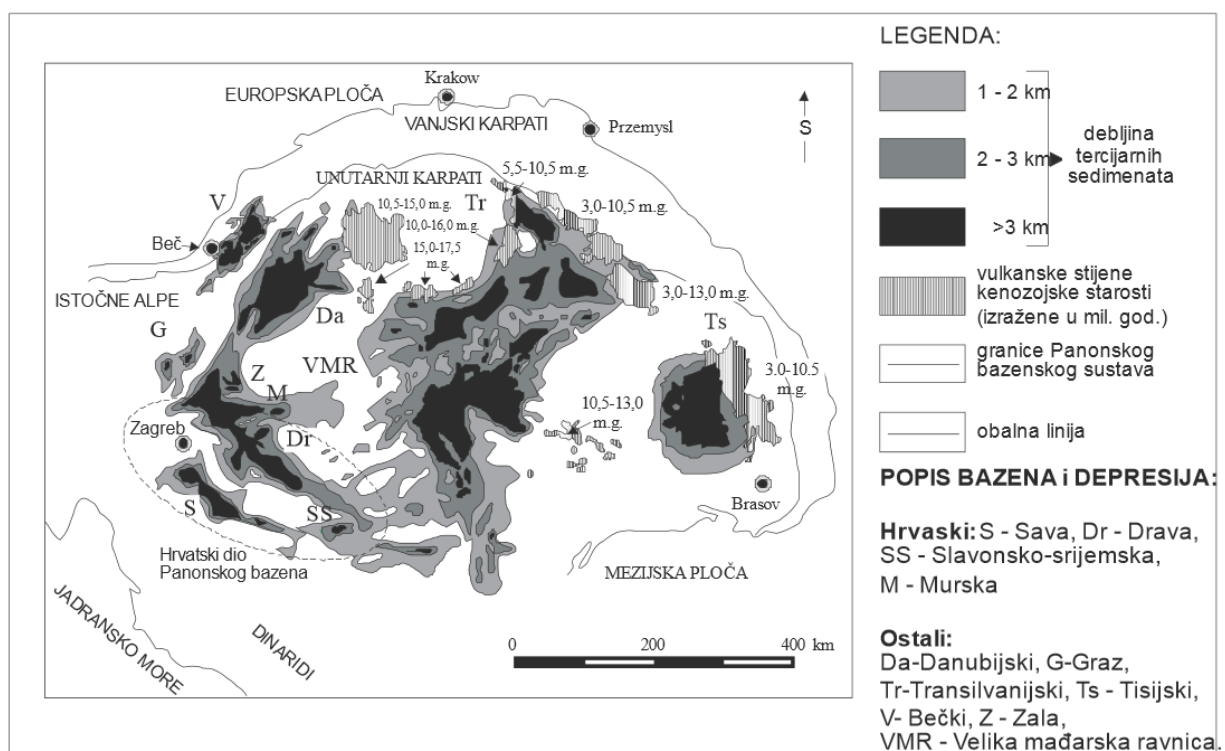 EUROPSKA PLOČA
Krakow
VANJSKI KARPATI
Przemysl
S
UNUTARNJI KARPATI
Tr
5,5-10,5 m.g.
3,0-10,5 m.g.
10,5-15,0 m.g.
10,0-16,0 m.g.
15,0-17,5
m.g.
V
Beč
ISTOČNE ALPE
Da
3,0-13,0 m.g.
G
VMR
Ts
Z
M
3.0-10.5
m.g.
10,5-13,0
m.g.
Zagreb
Dr
S
SS
Brasov
Hrvatski dio
Panonskog bazena
MEZIJSKA PLOČA
JADRANSKO MORE
DINARIDI
0 200 400 km
LEGENDA:
1 - 2 km
2 - 3 km
>3 km
debljina
tercijarnih
sedimenata
vulkanske stijene
kenozojske starosti
(izražene u mil. god.)
granice Panonskog
bazenskog sustava
obalna linija
POPIS BAZENA i DEPRESIJA:
Hrvaski: S - Sava, Dr - Drava,
SS - Slavonsko-srijemska,
M - Murska
Ostali:
Da-Danubijski, G-Graz,
Tr-Transilvanijski, Ts - Tisijski,
V- Bečki, Z - Zala,
VMR - Velika mađarska ravnica.